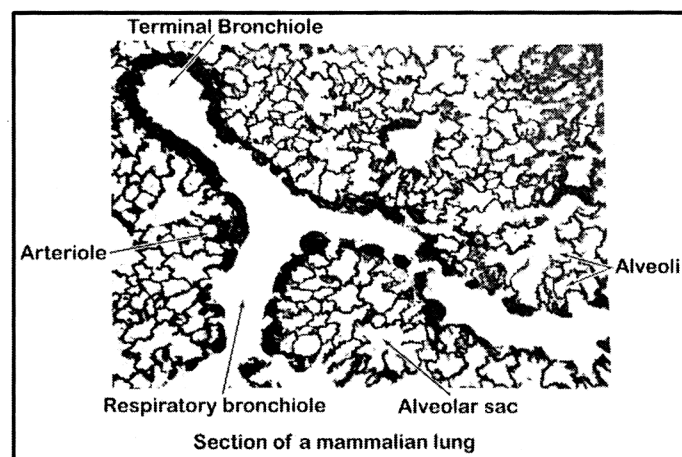 Terminal Bronchiole
Arteriole
Alveoli
Respiratory bronchiole
Alveolar sac
Section of a mammalian lung